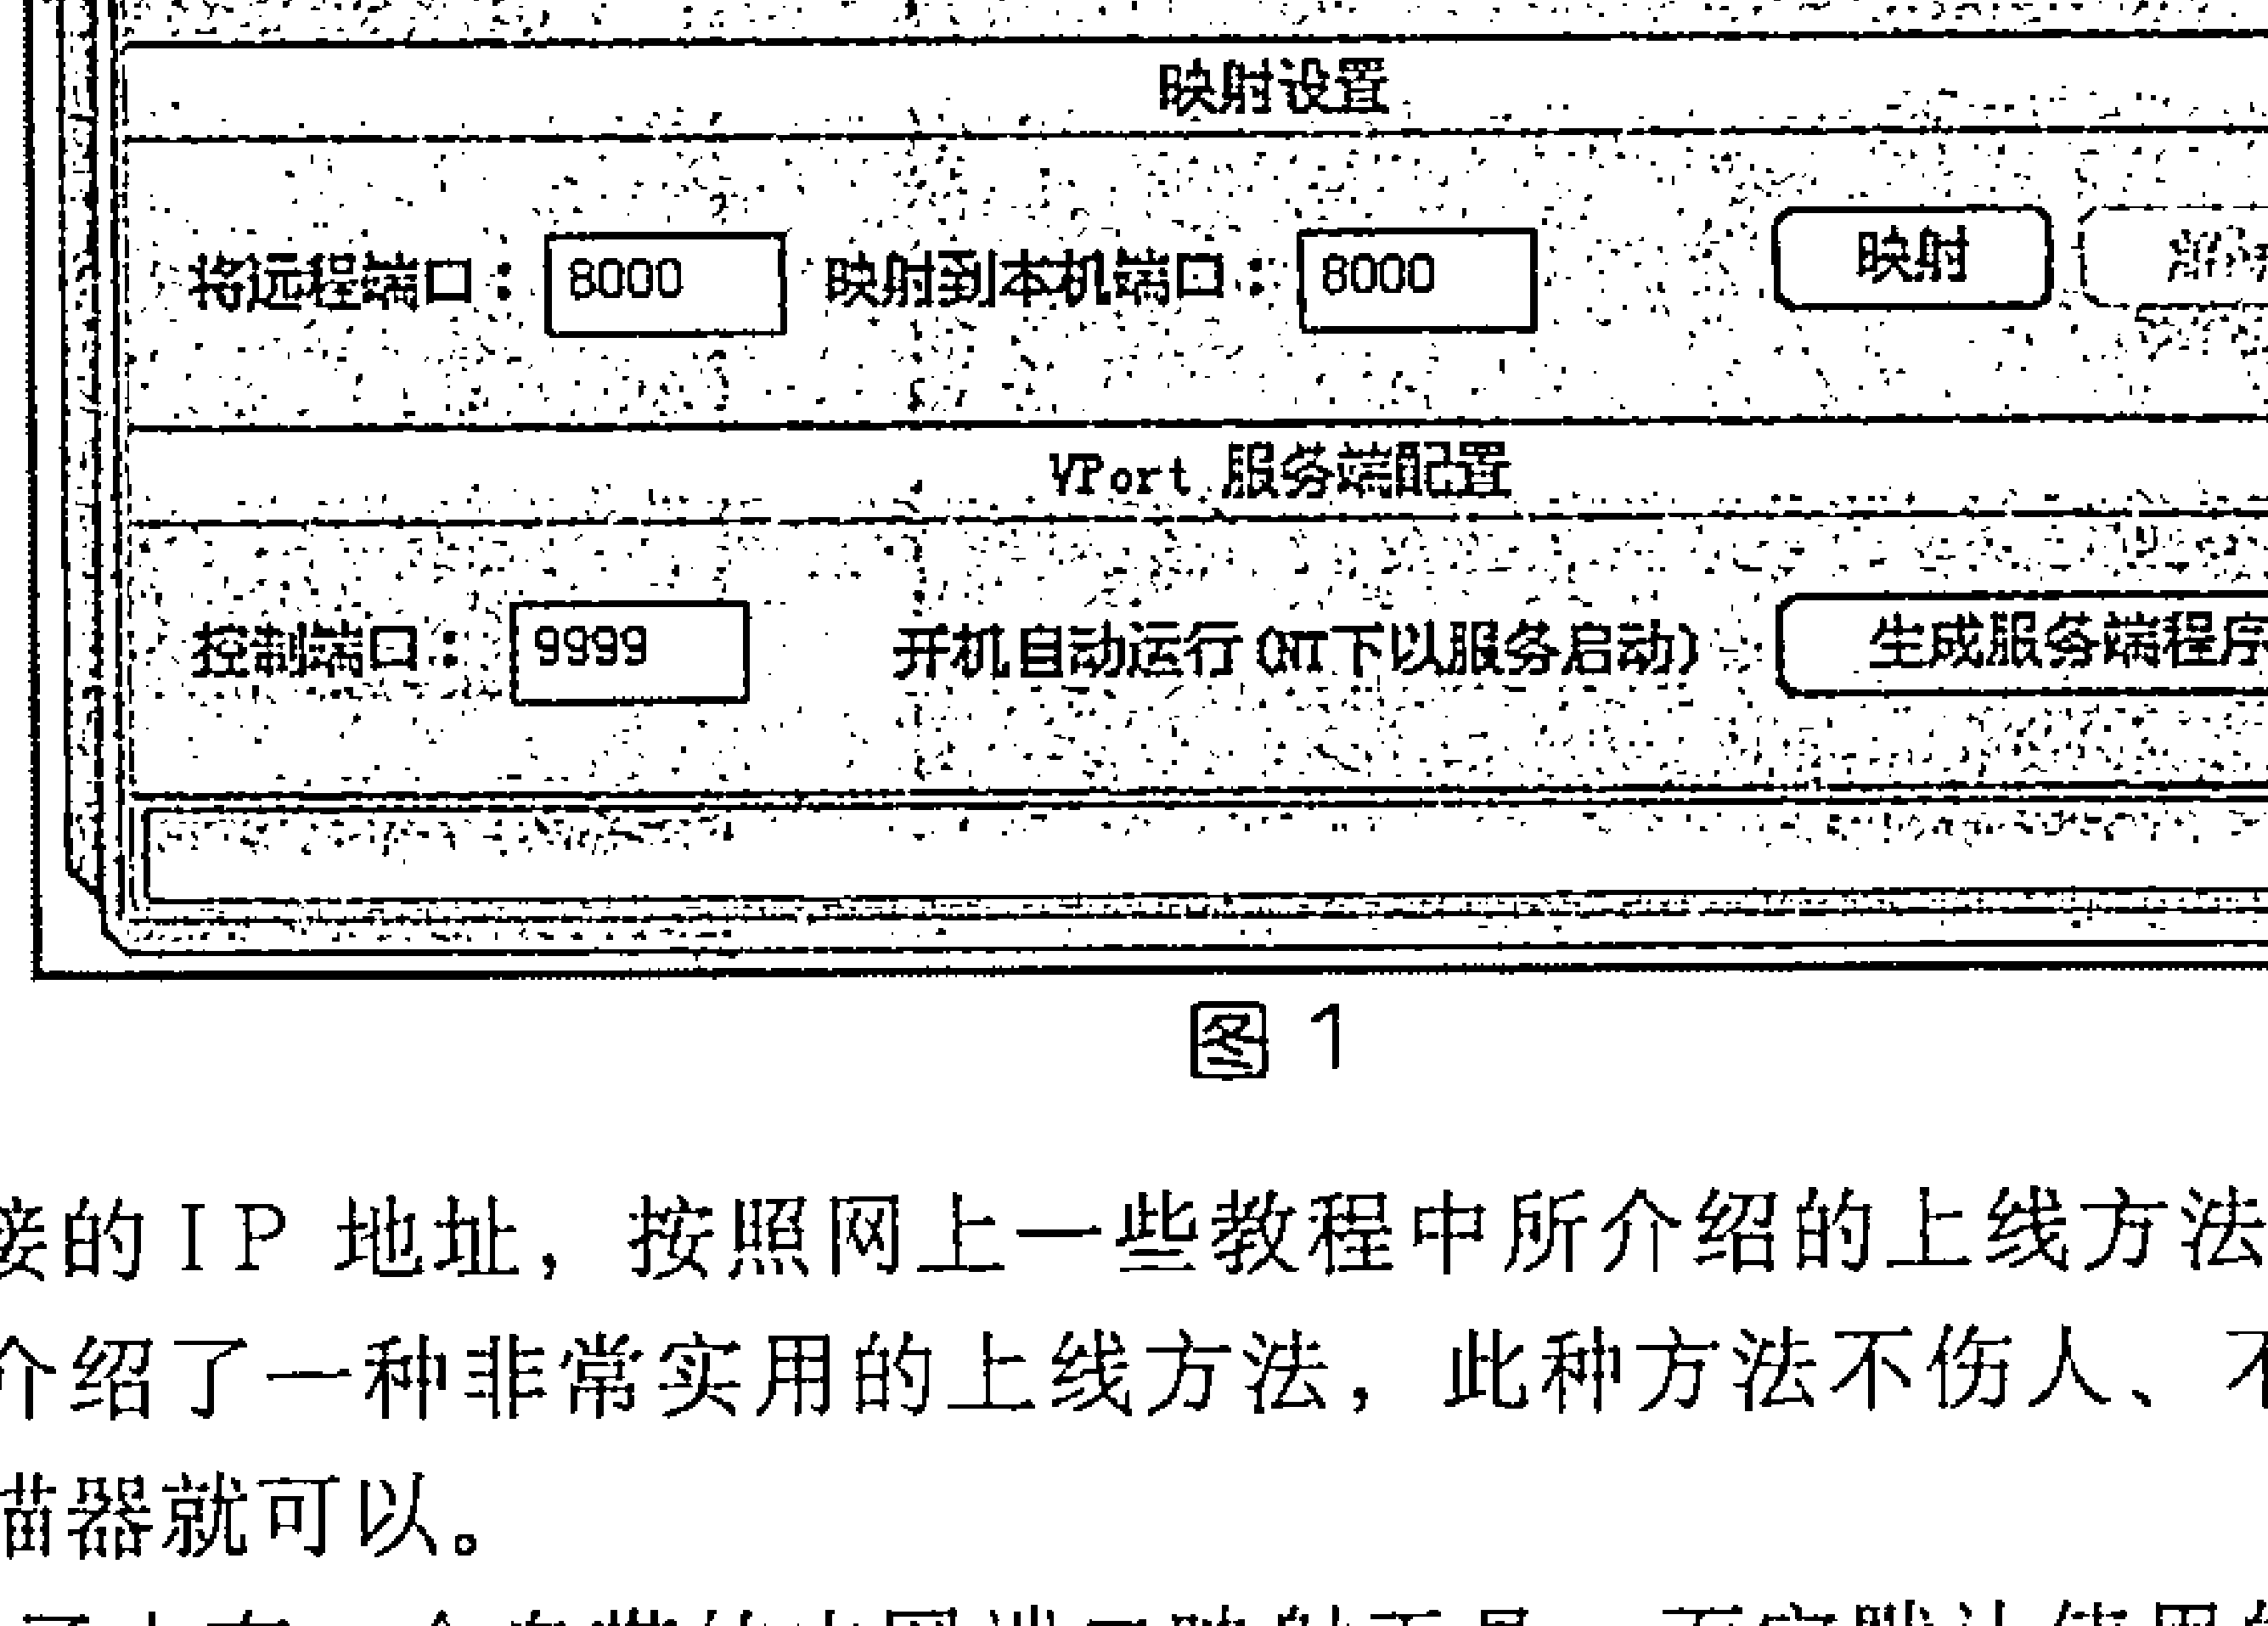 映射设置
将远程端口： 8000 映射到本机端口： 8000 映射
VPort 服务端配置
控制端口： 9999 开机自动运行(NT下以服务启动) 生成服务端程序
图 1
接的IP 地址，按照网上一些教程中所介绍的上线方法
介绍了一种非常实用的上线方法，此种方法不伤人、不
描器就可以。